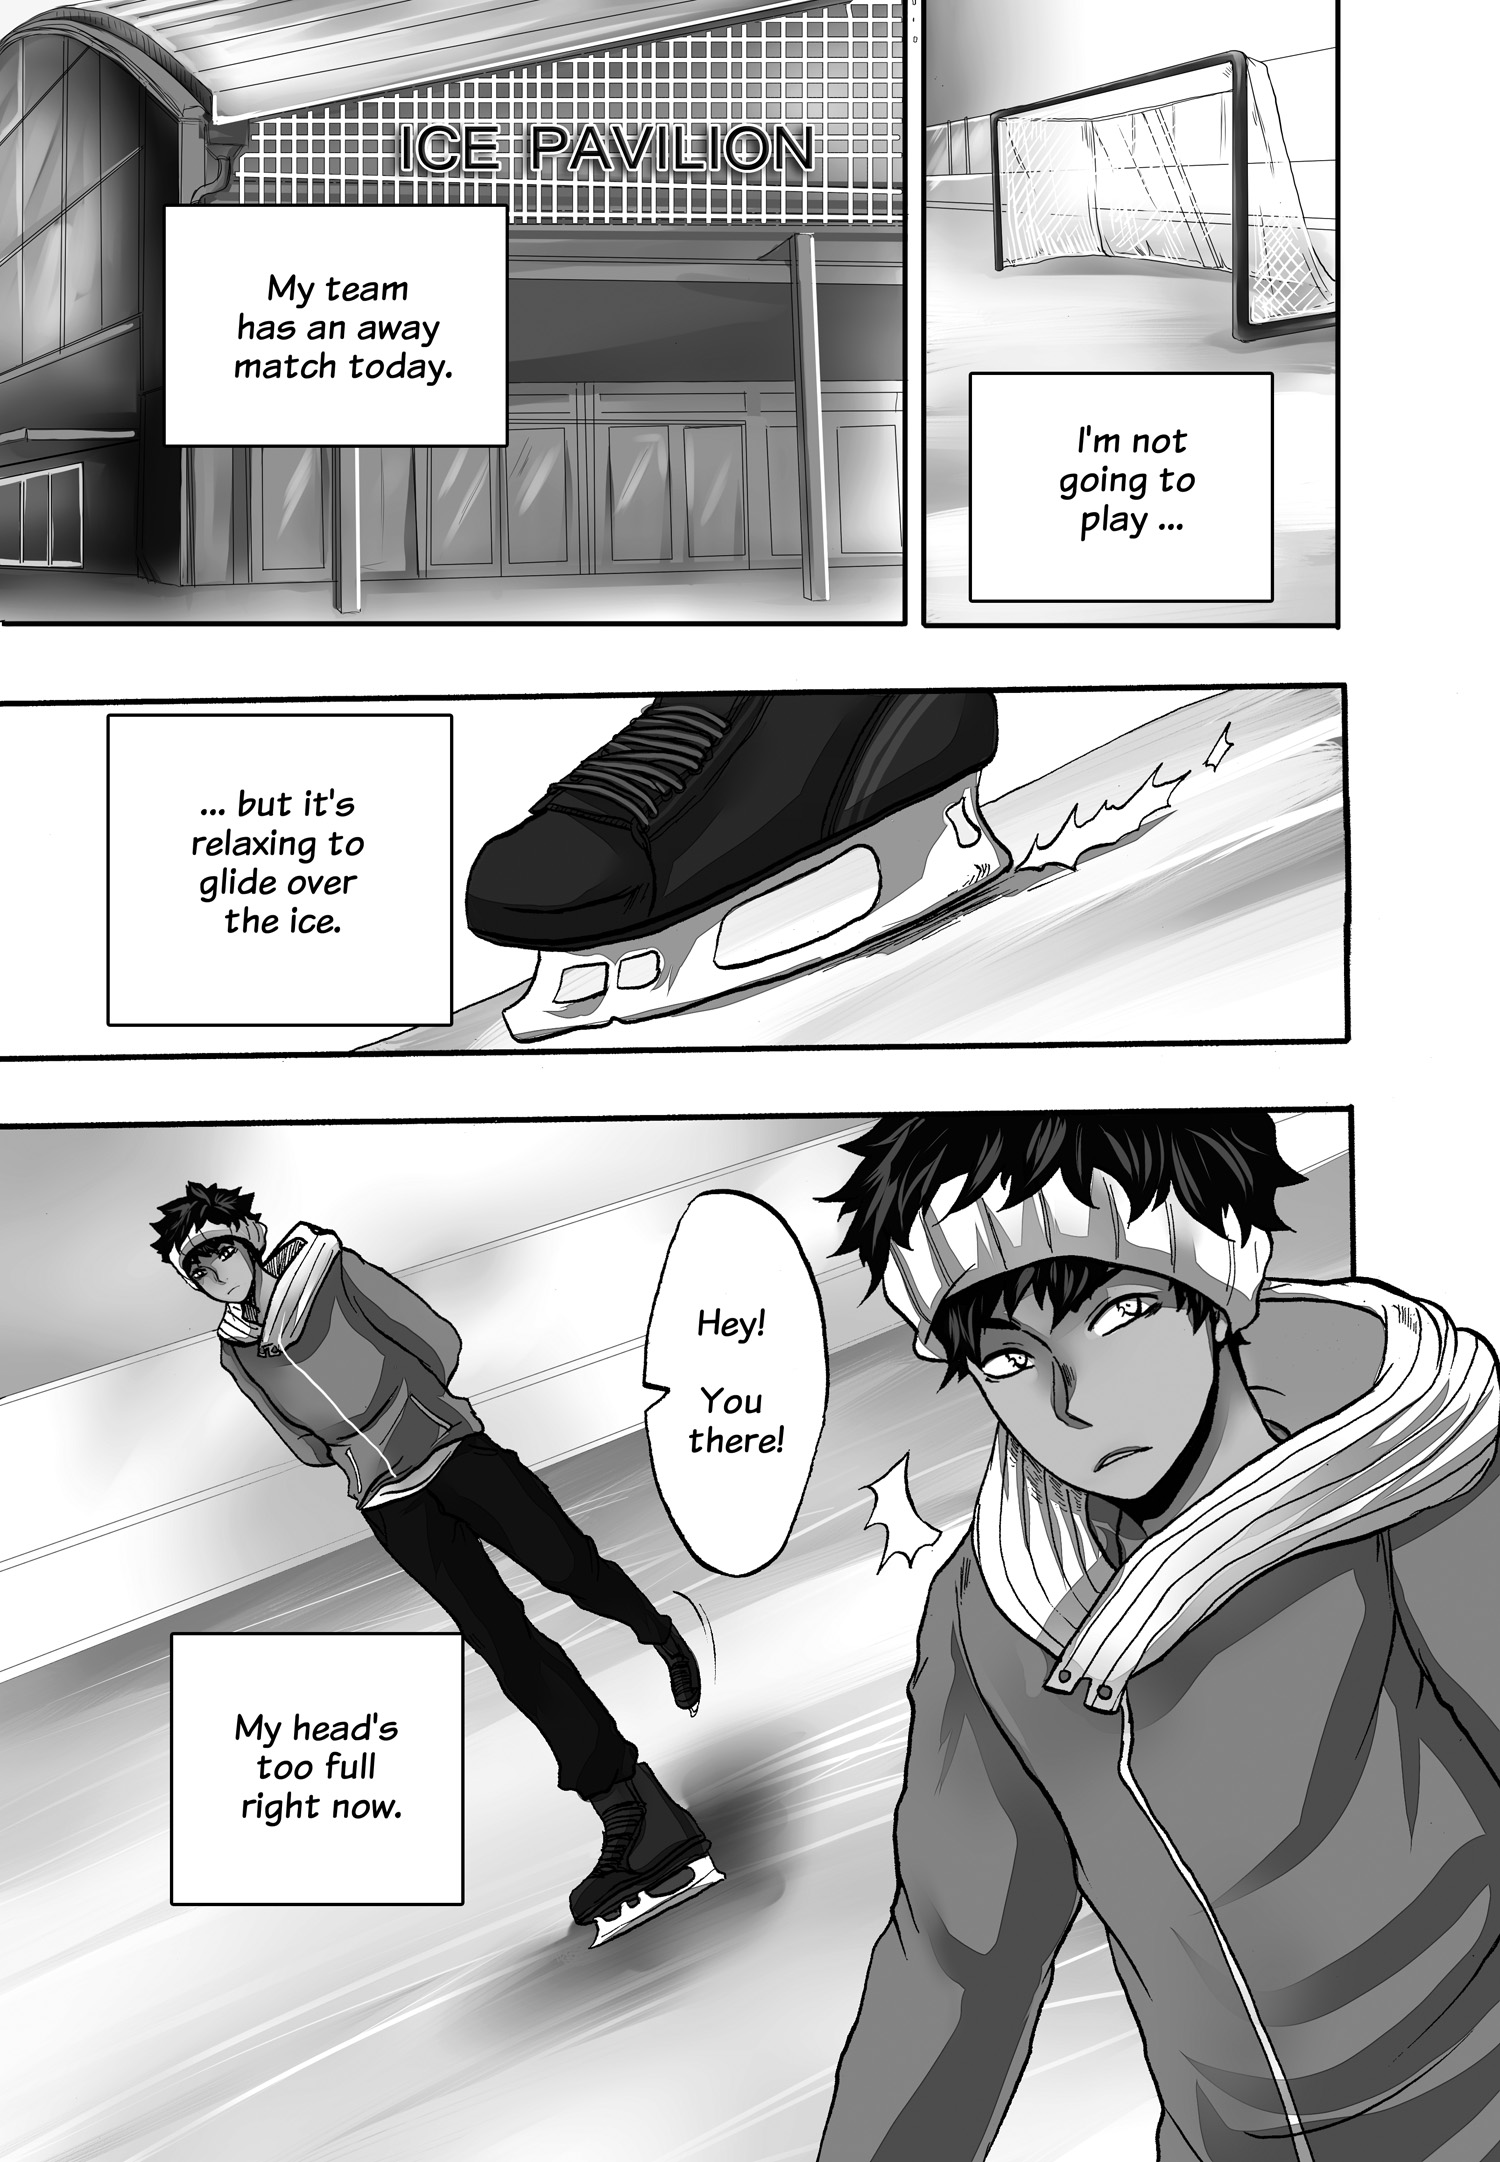 ICE PAVILION
My team
has an away
match today.
I'm not
going to
play ...
... but it's
relaxing to
glide over
the ice.
Hey!
You
there!
My head's
too full
right now.